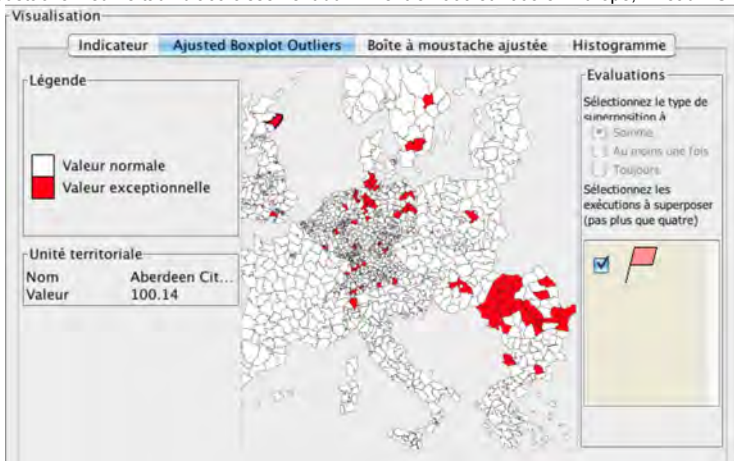 Visualisation
Indicateur
Ajusted Boxplot Outliers
Boîte à moustache ajustée
Histogramme
Légende
Valeur normale
Valeur exceptionnelle
Unité territoriale
Nom Aberdeen Cit...
Valeur 100.14
Evaluations
Sélectionnez le type de
superposition à
Somme
Au moins une fois
Toujours
Sélectionnez les
exécutions à superposer
(pas plus que quatre)